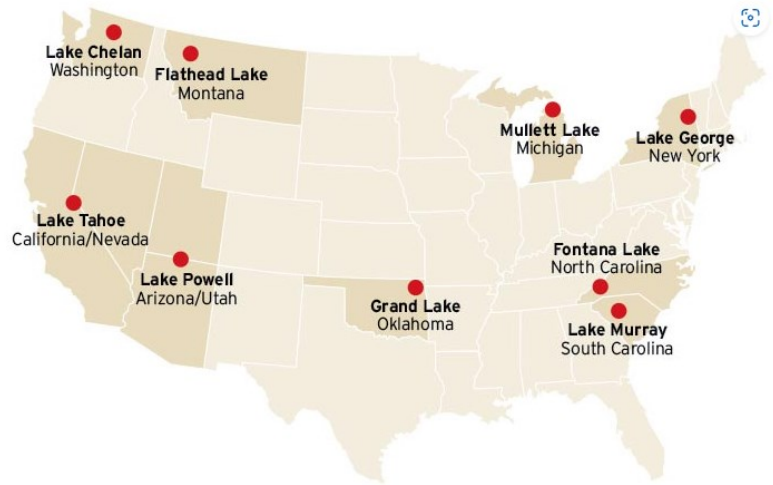 Lake Chelan
Washington
Flathead Lake
Montana
Mullett Lake
Michigan
Lake George
New York
Lake Tahoe
California/Nevada
Lake Powell
Arizona/Utah
Grand Lake
Oklahoma
Fontana Lake
North Carolina
Lake Murray
South Carolina